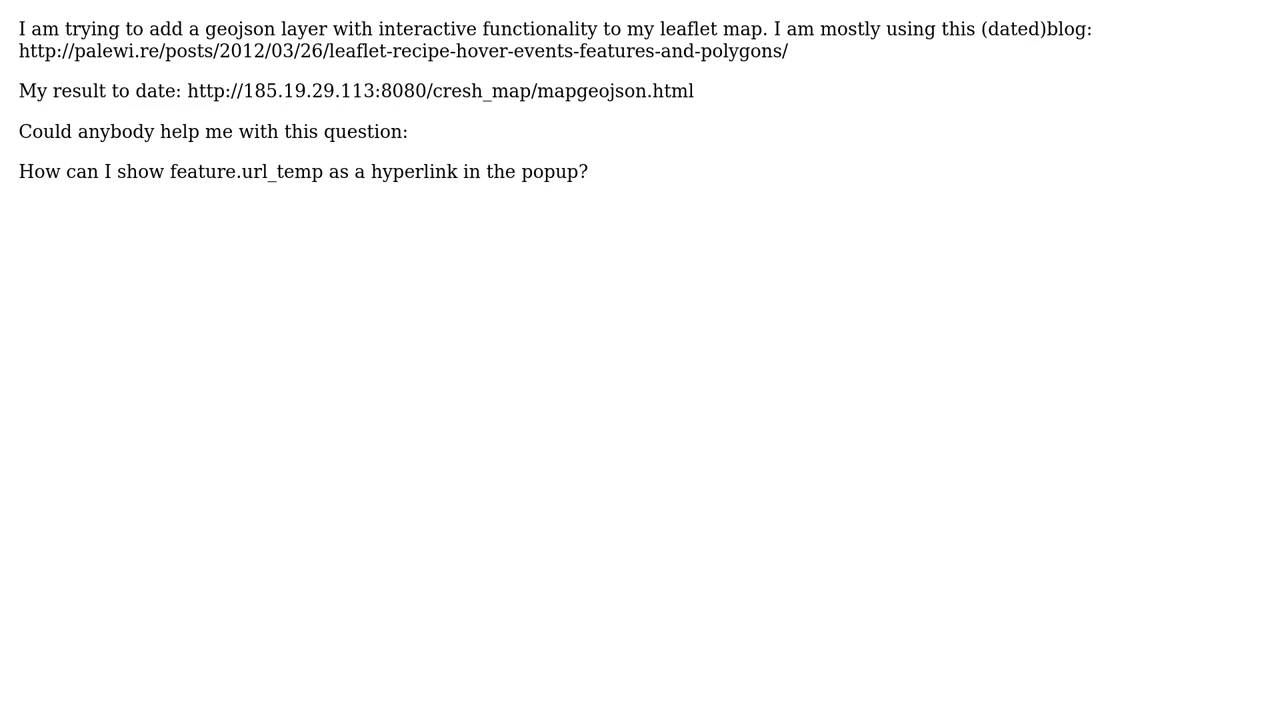 I am trying to add a geojson layer with interactive functionality to my leaflet map. I am mostly using this (dated)blog:
http://palewi.re/posts/2012/03/26/leaflet-recipe-hover-events-features-and-polygons/
My result to date: http://185.19.29.113:8080/cresh_map/mapgeojson.html
Could anybody help me with this question:
How can I show feature.url_temp as a hyperlink in the popup?